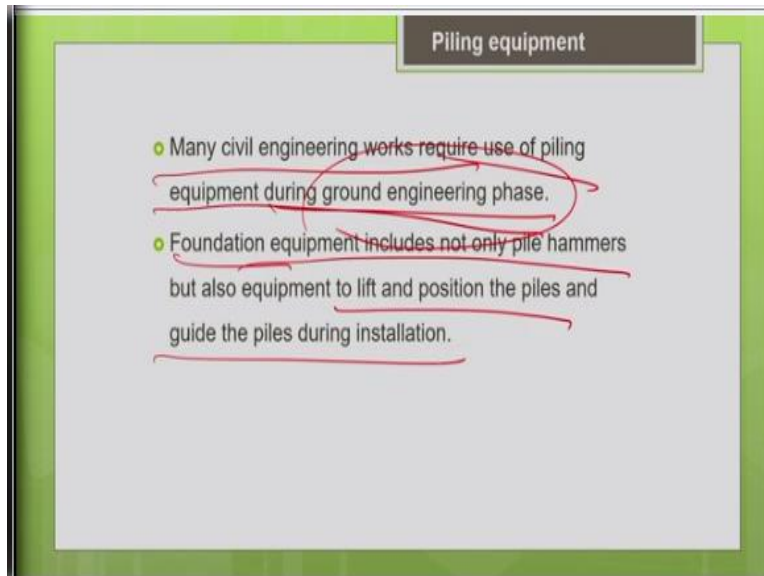 Piling equipment
Many civil engineering works require use of piling
equipment during ground engineering phase.
Foundation equipment includes not only pile hammers
but also equipment to lift and position the piles and
guide the piles during installation.